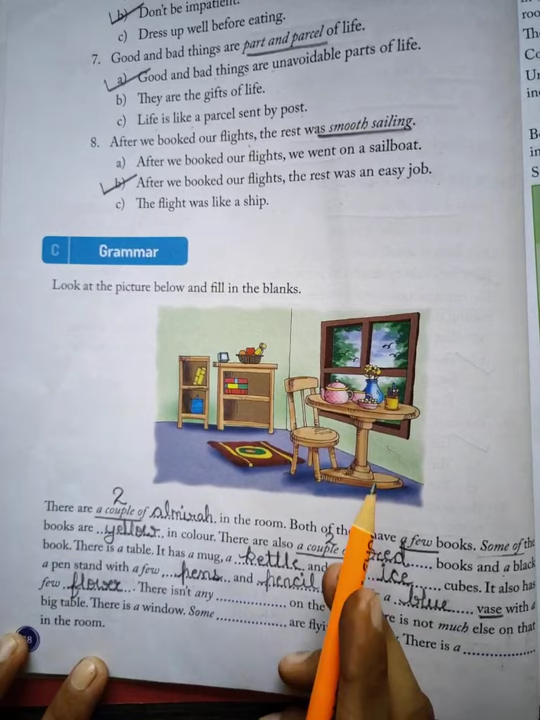 b) Don't be impatient.
c) Dress up well before eating.
7. Good and bad things are part and parcel of life.
a) Good and bad things are unavoidable parts of life.
b) They are the gifts of life.
c) Life is like a parcel sent by post.
8. After we booked our flights, the rest was smooth sailing.
a) After we booked our flights, we went on a sailboat.
b) After we booked our flights, the rest was an easy job.
c) The flight was like a ship.
C Grammar
Look at the picture below and fill in the blanks.
2
There are a couple of almirah in the room. Both of have a few books. Some of the
2
books are yellow in colour. There are also a couple red books and a black
book. There is a table. It has a mug, a kettle and ice cubes. It also has
a pen stand with a few pens and pencil a blue vase with a
few flower. There isn't any on the re is not much else on that
big table. There is a window. Some are flyi There is a
in the room.